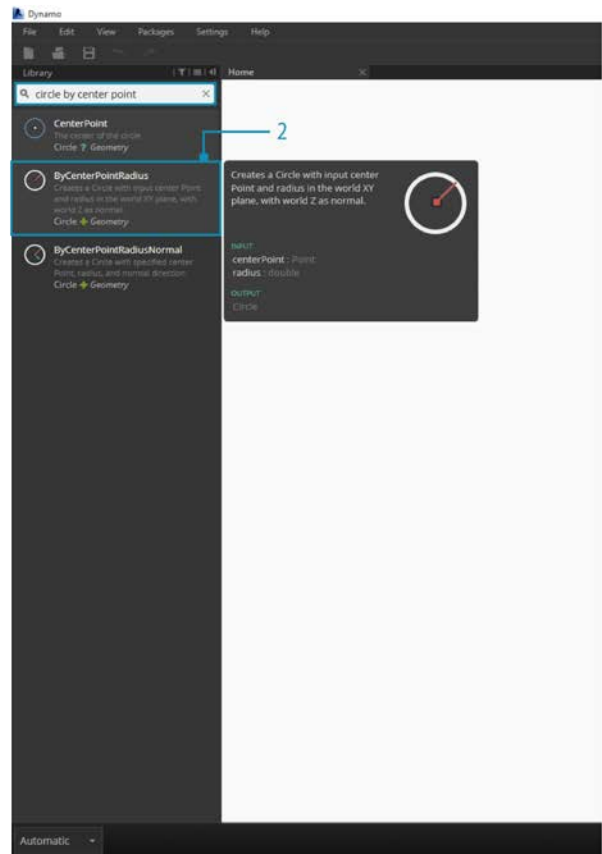 Dynamo
File Edit View Packages Settings Help
Library
Home
circle by center point
CenterPoint
The center of the circle
Circle ? Geometry
ByCenterPointRadius
Creates a Circle with input center Point
and radius in the world XY plane, with
world Z as normal
Circle + Geometry
ByCenterPointRadiusNormal
Creates a Circle with specified center
Point, radius, and normal direction
Circle + Geometry
2
Creates a Circle with input center
Point and radius in the world XY
plane, with world Z as normal.
INPUT
centerPoint : Point
radius : double
OUTPUT
Circle
Automatic